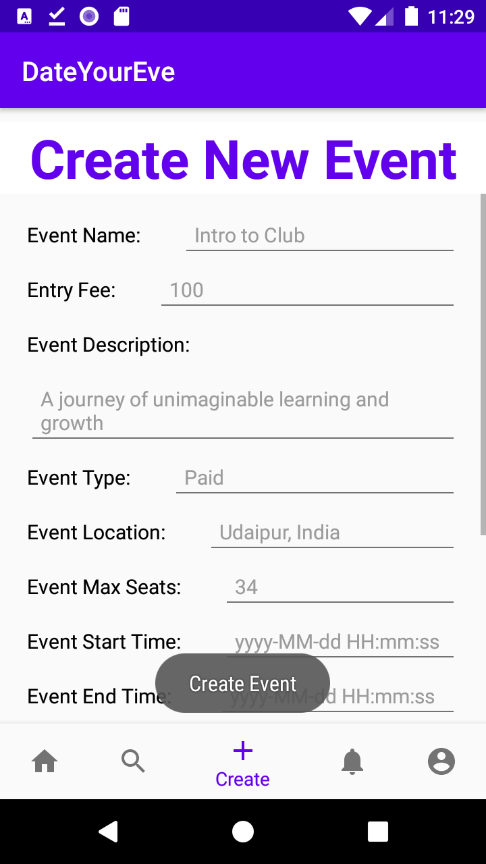 11:29
DateYourEve
Create New Event
Event Name: Intro to Club
Entry Fee: 100
Event Description:
A journey of unimaginable learning and
growth
Event Type: Paid
Event Location: Udaipur, India
Event Max Seats: 34
Event Start Time: yyyy-MM-dd HH:mm:ss
Event End Time: yyyy-MM-dd HH:mm:ss
Create Event
Create